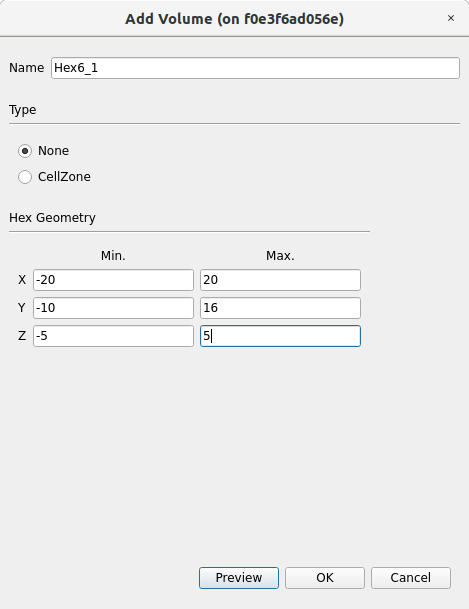 Add Volume (on f0e3f6ad056e)
×
Name Hex6_1
Type
None
CellZone
Hex Geometry
Min. Max.
X -20 20
Y -10 16
Z -5 5
Preview OK Cancel